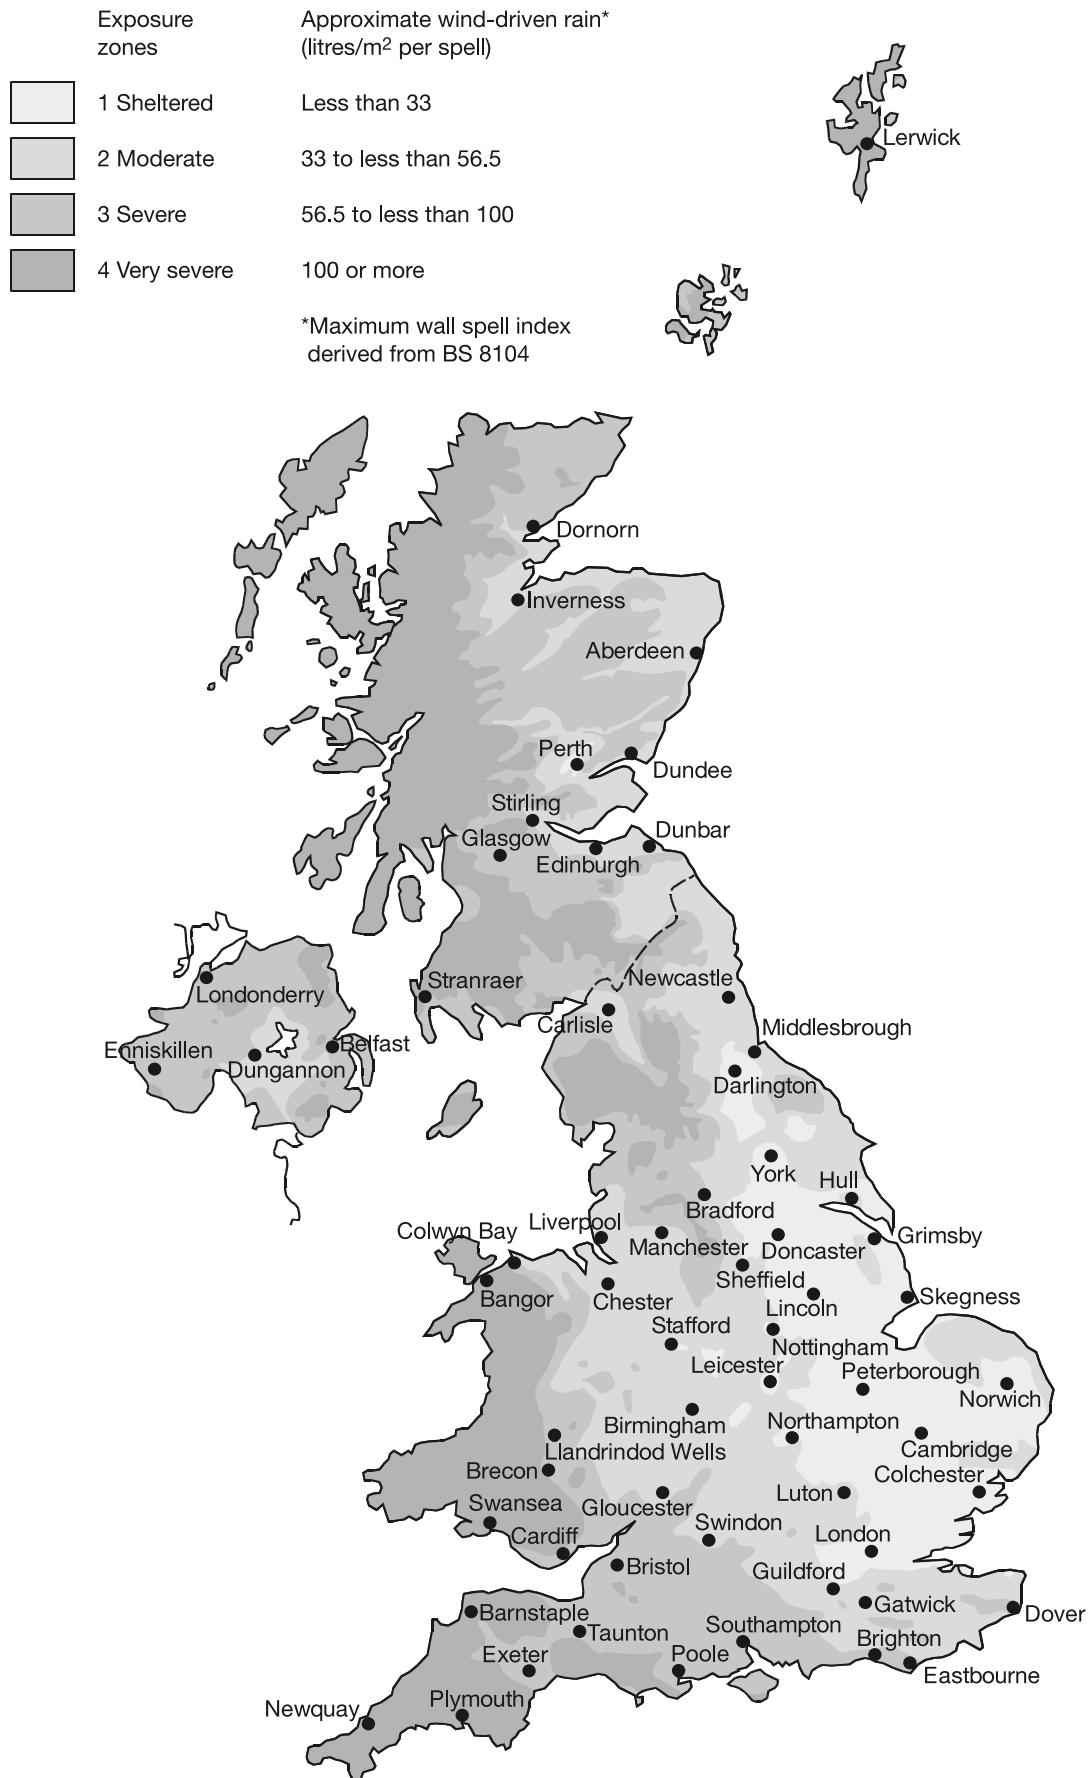 Exposure
zones
Approximate wind-driven rain*
(litres/m² per spell)
1 Sheltered
Less than 33
2 Moderate
33 to less than 56.5
3 Severe
56.5 to less than 100
4 Very severe
100 or more
*Maximum wall spell index
derived from BS 8104
Lerwick
Dornorn
Inverness
Aberdeen
Perth
Dundee
Stirling
Glasgow
Edinburgh
Dunbar
Stranraer
Londonderry
Enniskillen
Dungannon
Belfast
Newcastle
Carlisle
Middlesbrough
Darlington
York
Hull
Bradford
Colwyn Bay
Liverpool
Manchester
Doncaster
Grimsby
Sheffield
Bangor
Chester
Lincoln
Skegness
Stafford
Nottingham
Leicester
Peterborough
Norwich
Birmingham
Northampton
Cambridge
Llandrindod Wells
Brecon
Colchester
Swansea
Gloucester
Luton
Cardiff
Swindon
London
Bristol
Guildford
Gatwick
Dover
Barnstaple
Taunton
Southampton
Brighton
Exeter
Poole
Eastbourne
Newquay
Plymouth